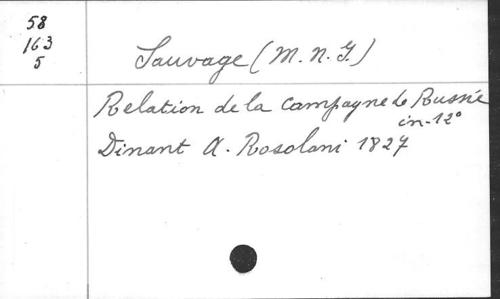 58
163
5
Sauvage (M. N. J.)
Relation de la Campagne de Russie
in-12°
Dinant A. Rosolani 1827